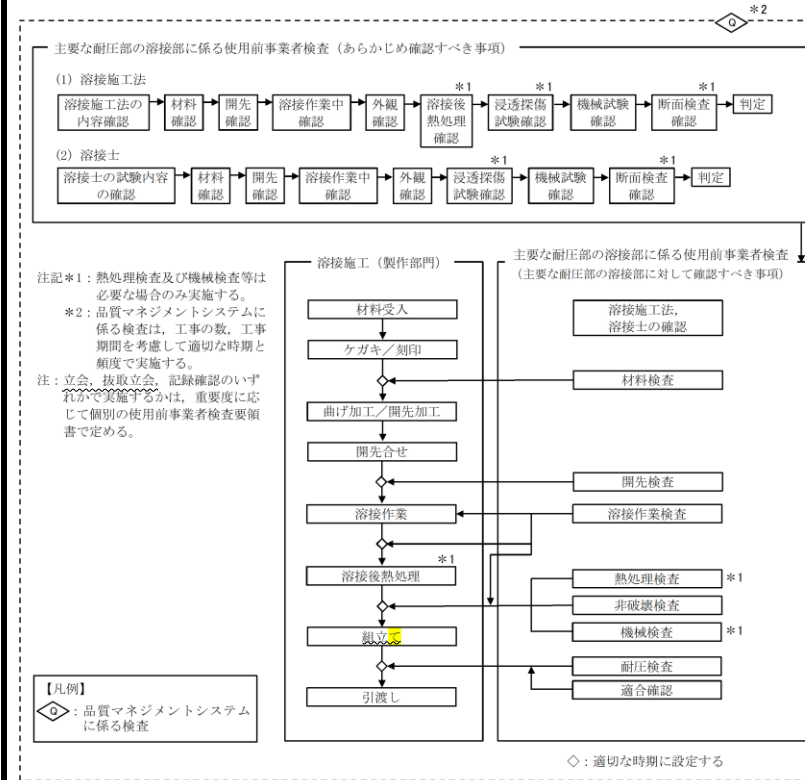 Q *2
主要な耐圧部の溶接部に係る使用前事業者検査(あらかじめ確認すべき事項)
(1) 溶接施工法
*1 *1 *1
溶接施工法の
内容確認
材料
確認
開先
確認
溶接作業中
確認
外観
確認
溶接後
熱処理
確認
浸透探傷
試験確認
機械試験
確認
断面検査
確認
判定
(2) 溶接士
*1 *1
溶接士の試験内容
の確認
材料
確認
開先
確認
溶接作業中
確認
外観
確認
浸透探傷
試験確認
機械試験
確認
断面検査
確認
判定
注記*1:熱処理検査及び機械検査等は
必要な場合のみ実施する。
*2:品質マネジメントシステムに
係る検査は,工事の数,工事
期間を考慮して適切な時期と
頻度で実施する。
注:立会,抜取立会,記録確認のいず
れかで実施するかは,重要度に応
じて個別の使用前事業者検査要領
書で定める。
溶接施工(製作部門)
材料受入
ケガキ/刻印
曲げ加工/開先加工
開先合せ
溶接作業
*1
溶接後熱処理
組立て
引渡し
主要な耐圧部の溶接部に係る使用前事業者検査
(主要な耐圧部の溶接部に対して確認すべき事項)
溶接施工法,
溶接士の確認
材料検査
開先検査
溶接作業検査
熱処理検査 *1
非破壊検査
機械検査 *1
耐圧検査
適合確認
【凡例】
Q:品質マネジメントシステム
に係る検査
◇:適切な時期に設定する